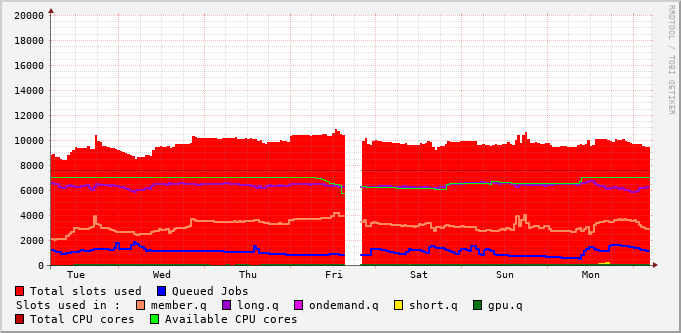 20000
18000
16000
14000
12000
10000
8000
6000
4000
2000
0
Tue Wed Thu Fri Sat Sun Mon
Total slots used Queued Jobs
Slots used in : member.q long.q ondemand.q short.q gpu.q
Total CPU cores Available CPU cores
RRDTOOL / TOBI OETIKER